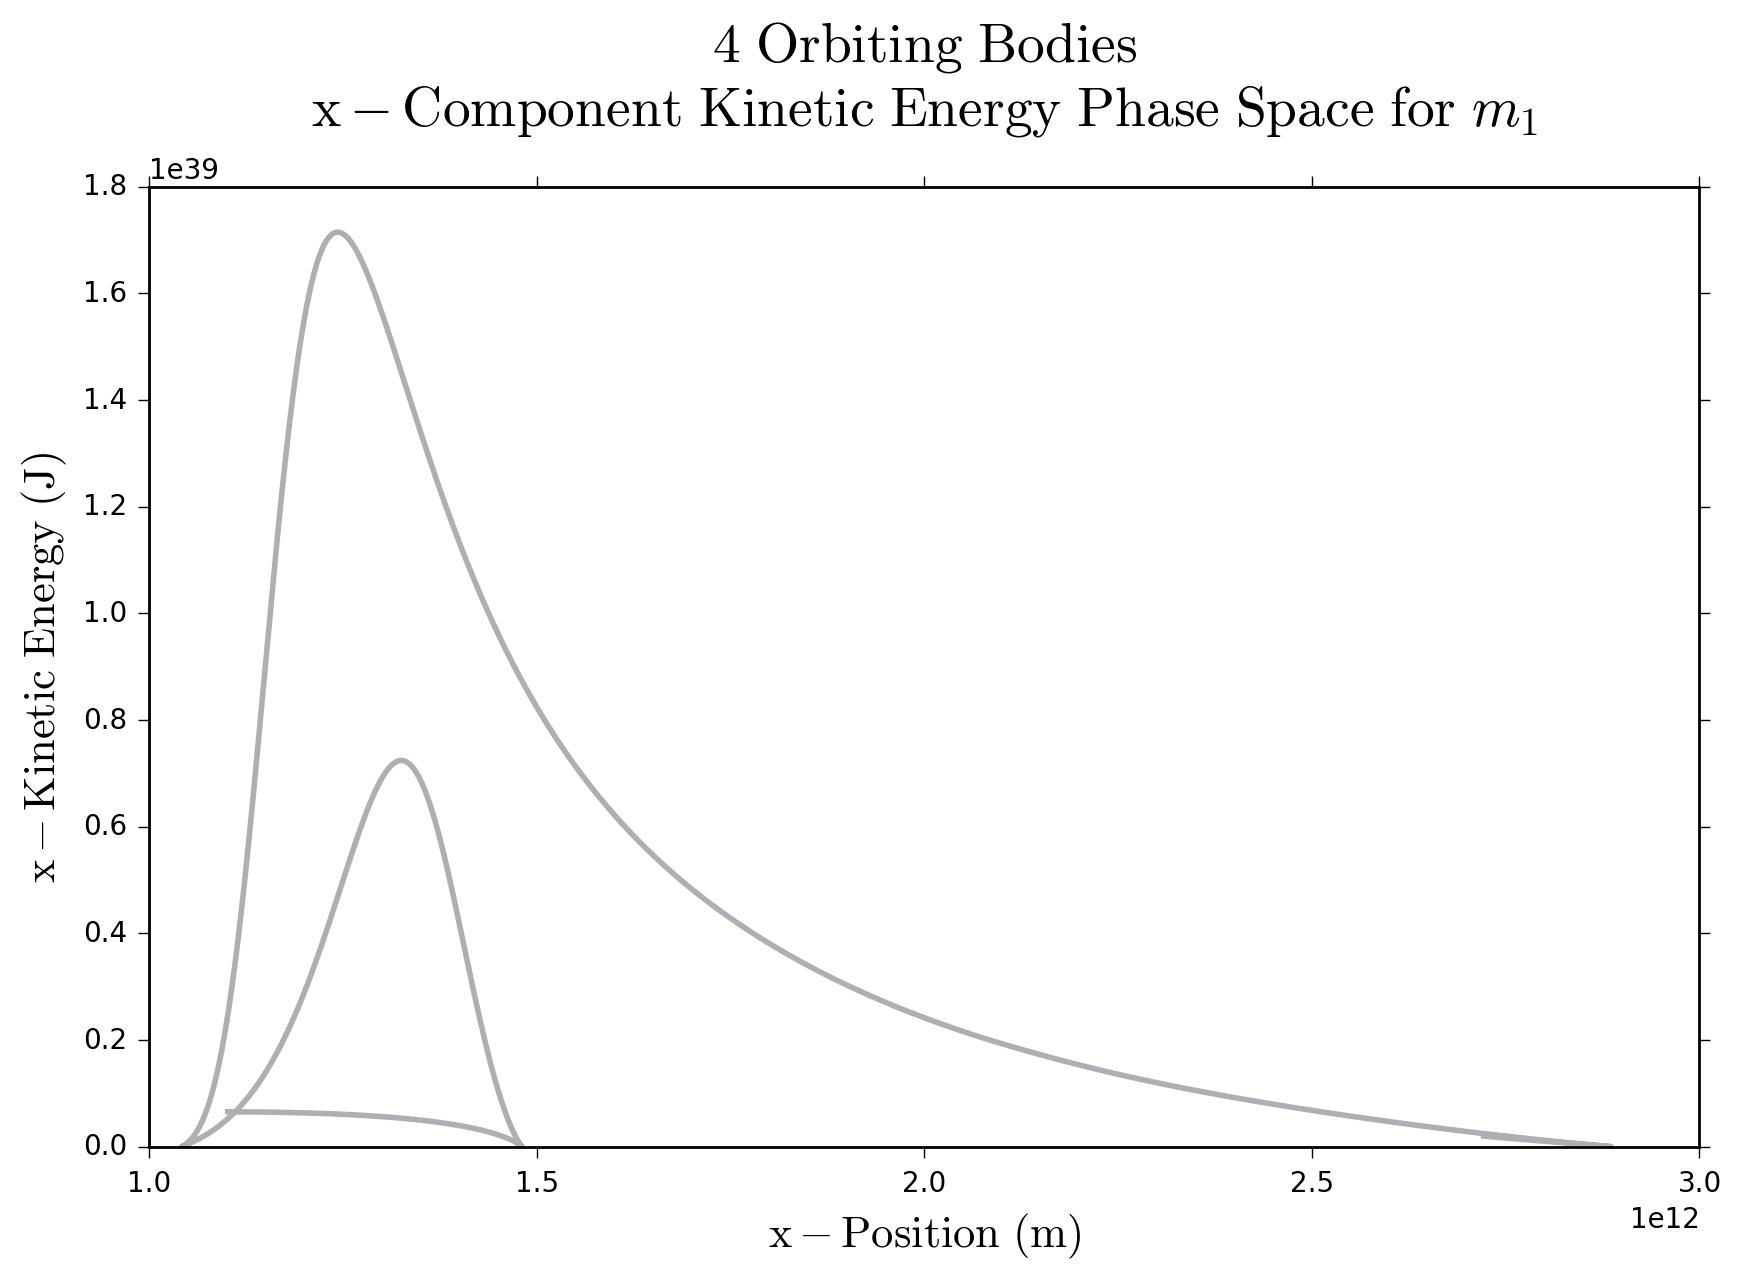 4 Orbiting Bodies
x − Component Kinetic Energy Phase Space for m₁
1e39
1.8
1.6
1.4
1.2
1.0
0.8
0.6
0.4
0.2
0.0
x − Kinetic Energy (J)
1.0 1.5 2.0 2.5 3.0
1e12
x − Position (m)